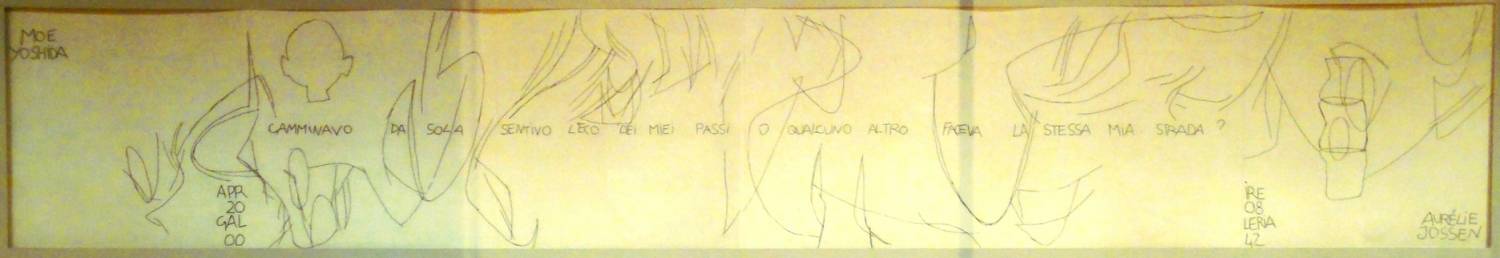 MOE
YOSHIDA
CAMMINAVO DA SOLA SENTIVO L'ECO DEI MIEI PASSI O QUALCUNO ALTRO FACEVA LA STESSA MIA STRADA ?
APR
20
GAL
00
iRE
08
LERIA
42
AURÉLiE
JOSSEN